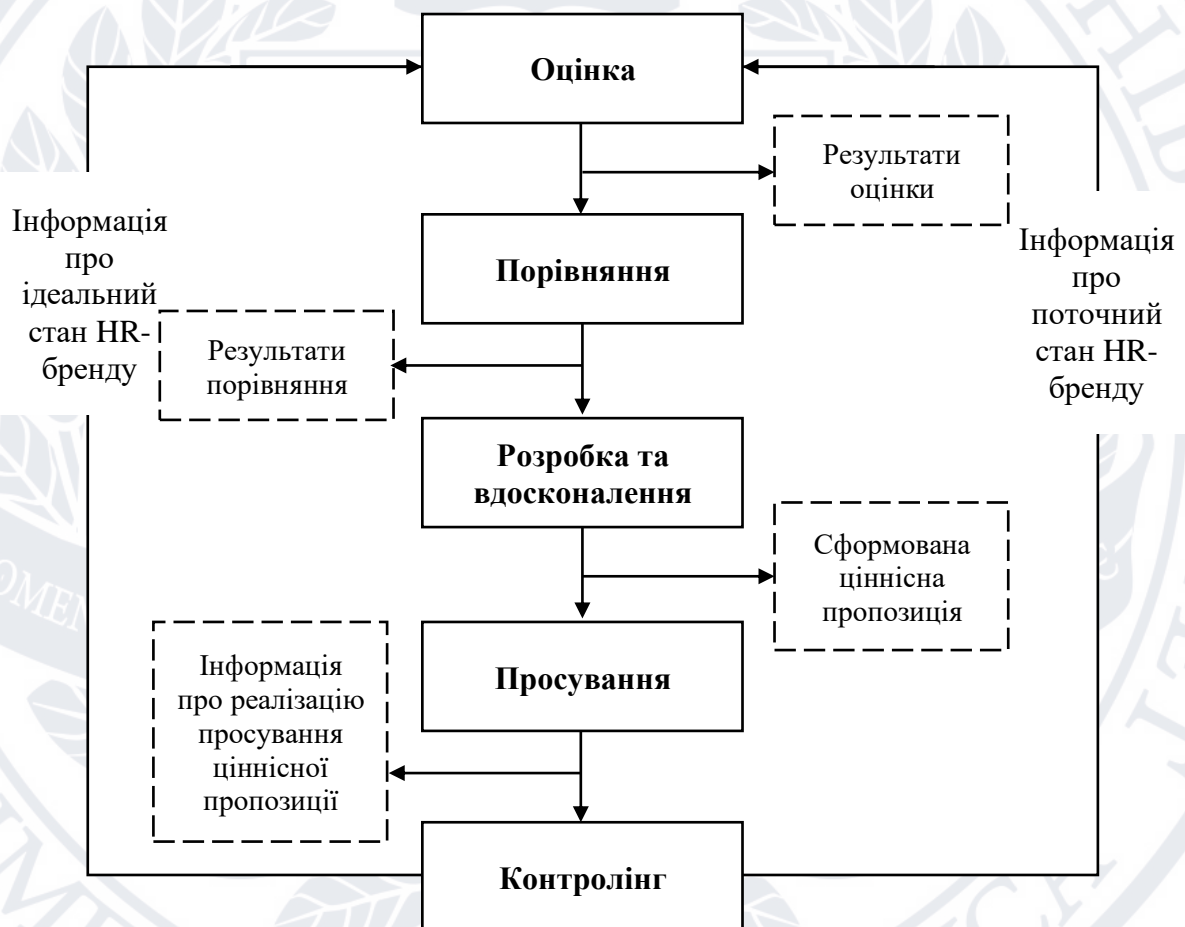 Оцінка
Результати
оцінки
Інформація
про
ідеальний
стан HR-
бренду
Порівняння
Інформація
про
поточний
стан HR-
бренду
Результати
порівняння
Розробка та
вдосконалення
Сформована
ціннісна
пропозиція
Інформація
про реалізацію
просування
ціннісної
пропозиції
Просування
Контролінг